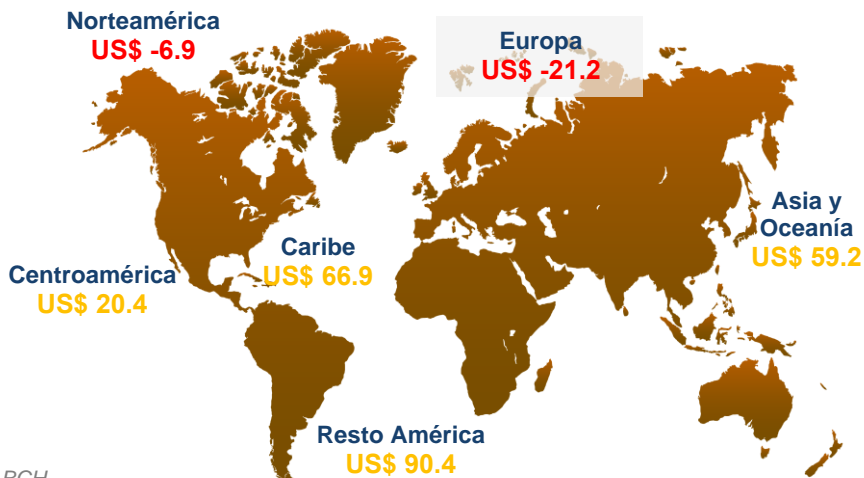 Norteamérica
US$ -6.9
Europa
US$ -21.2
Asia y
Oceanía
US$ 59.2
Caribe
US$ 66.9
Centroamérica
US$ 20.4
Resto América
US$ 90.4
BCH